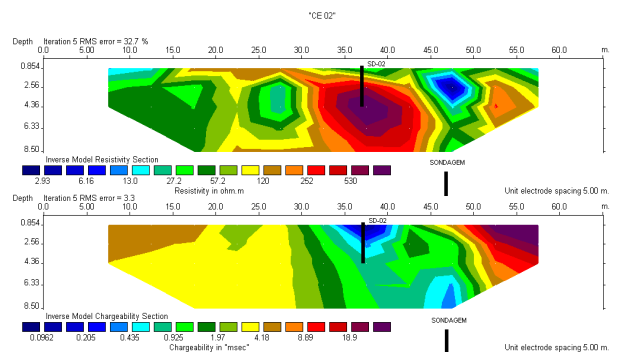 "CE 02"
Depth Iteration 5 RMS error = 32.7 %
0.0 5.0 10.0 15.0 20.0 25.0 30.0 35.0 40.0 45.0 50.0 55.0 60.0 m.
SD-02
0.854
2.56
4.36
6.33
8.50
SONDAGEM
Inverse Model Resistivity Section
2.93 6.16 13.0 27.2 57.2 120 252 530
Resistivity in ohm.m
Unit electrode spacing 5.00 m.
Depth Iteration 5 RMS error = 3.3
0.0 5.0 10.0 15.0 20.0 25.0 30.0 35.0 40.0 45.0 50.0 55.0 60.0 m.
SD-02
0.854
2.56
4.36
6.33
8.50
Inverse Model Chargeability Section
SONDAGEM
0.0962 0.205 0.435 0.925 1.97 4.18 8.89 18.9
Chargeability in "msec"
Unit electrode spacing 5.00 m.